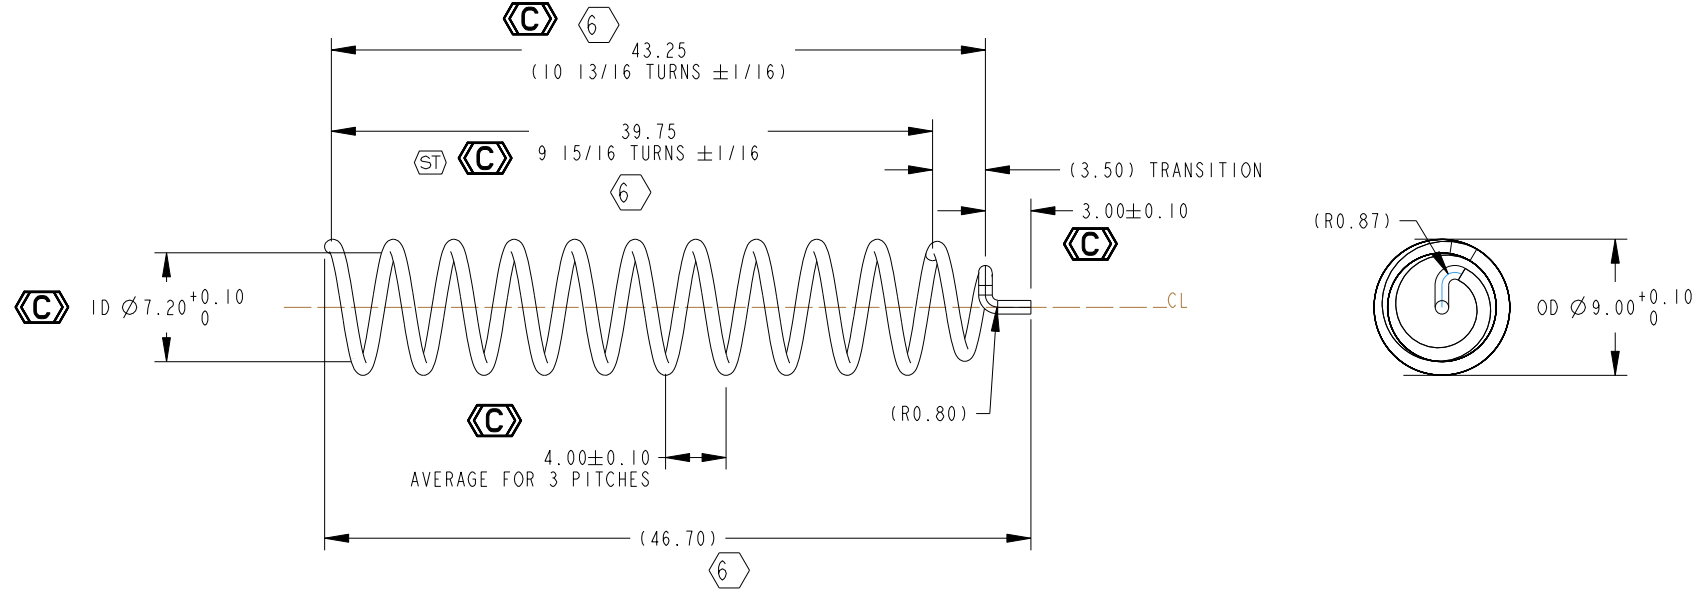 C 6
43.25
(10 13/16 TURNS ±1/16)
39.75
ST C 9 15/16 TURNS ±1/16
6
(3.50) TRANSITION
3.00±0.10
C
(R0.87)
C ID Ø7.20 +0.10 0
CL
OD Ø9.00 +0.10 0
(R0.80)
C
4.00±0.10
AVERAGE FOR 3 PITCHES
(46.70)
6